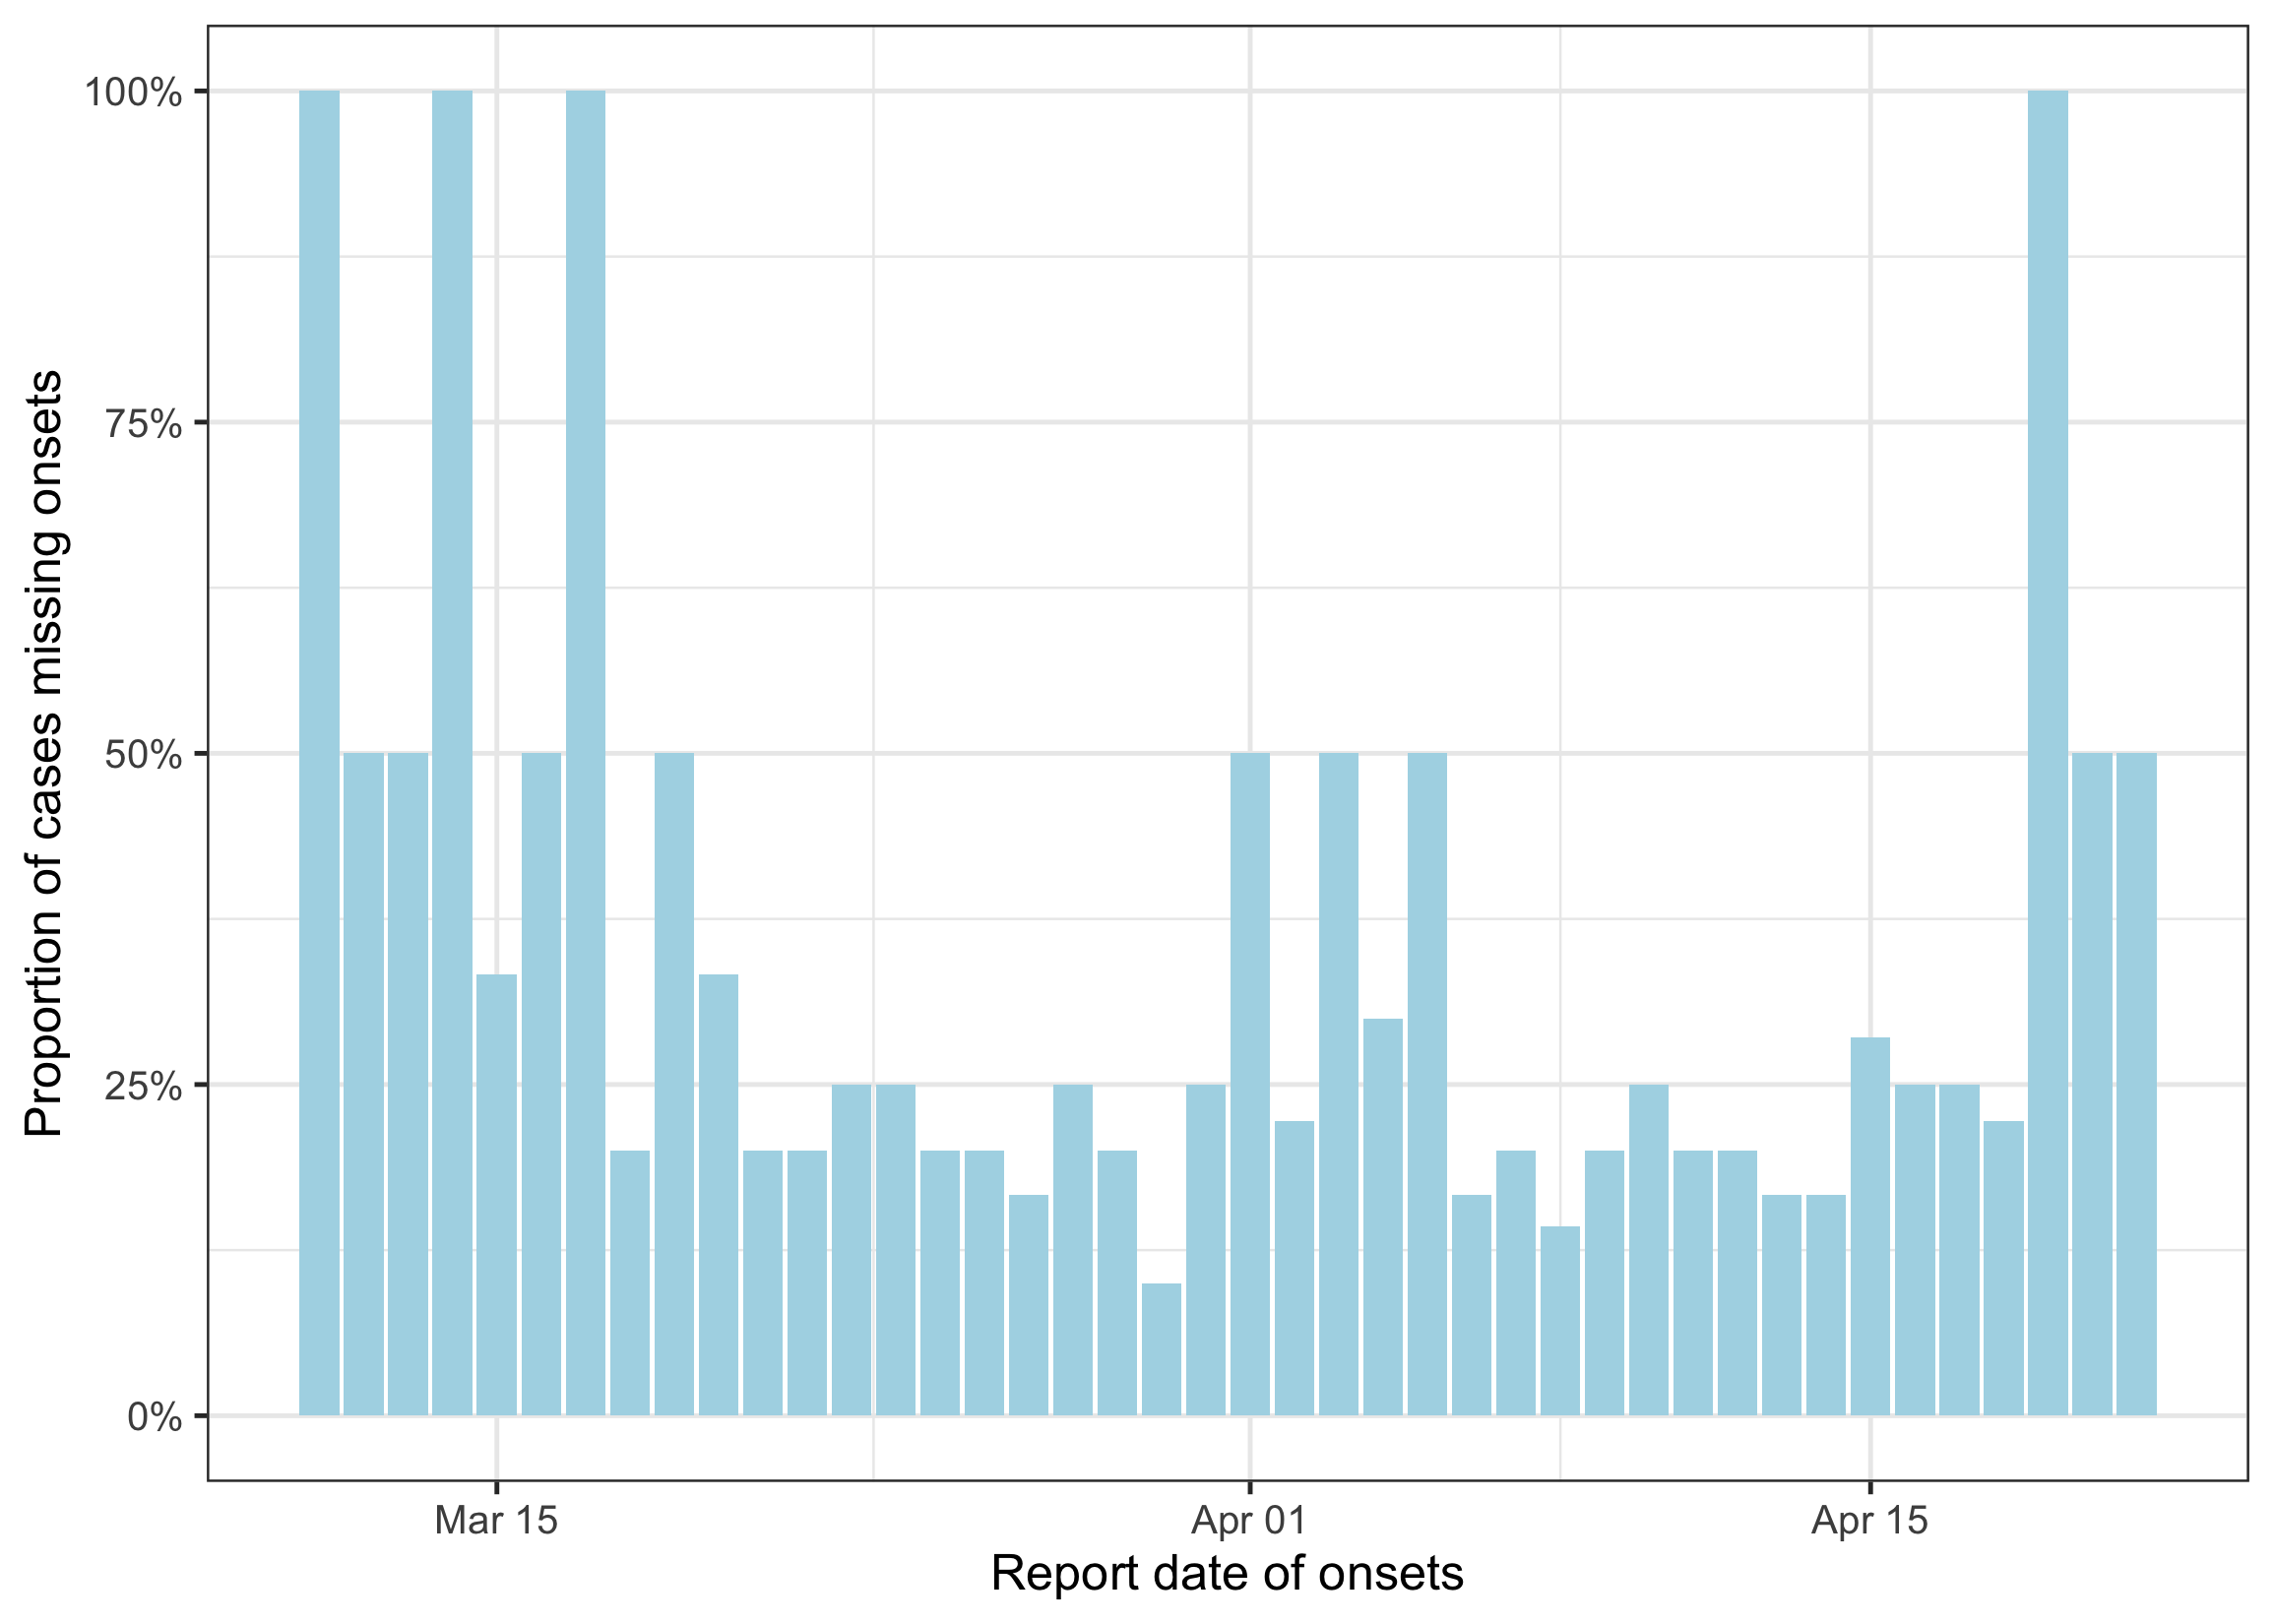 Proportion of cases missing onsets
100%
75%
50%
25%
0%
Mar 15
Apr 01
Apr 15
Report date of onsets